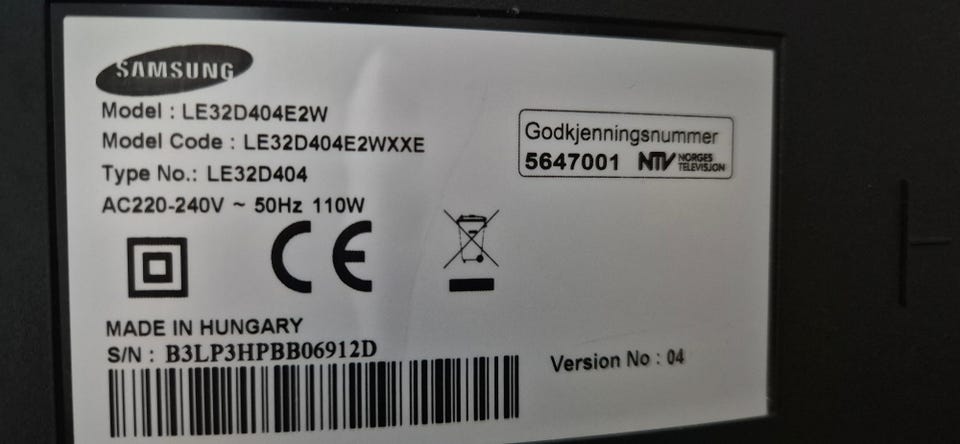 SAMSUNG
Model : LE32D404E2W
Model Code : LE32D404E2WXXE
Type No.: LE32D404
AC220-240V ~ 50Hz 110W
Godkjenningsnummer
5647001 NTV NORGES TELEVISJON
CE
MADE IN HUNGARY
S/N : B3LP3HPBB06912D
Version No : 04